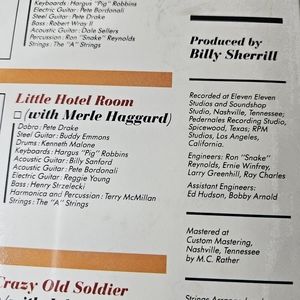 Keyboards : Hargus "Pig" Robbins
Electric Guitar : Pete Bordonali
Steel Guitar : Pete Drake
Bass : Robert Wray II
Acoustic Guitar : Dale Sellers
Percussion : Ron "Snake" Reynolds
Strings : The "A" Strings
Little Hotel Room
□ (with Merle Haggard)
Dobro : Pete Drake
Steel Guitar : Buddy Emmons
Drums : Kenneth Malone
Keyboards : Hargus "Pig" Robbins
Acoustic Guitar : Billy Sanford
Acoustic Guitar : Pete Bordonali
Electric Guitar : Reggie Young
Bass : Henry Strzelecki
Harmonica and Percussion : Terry McMillan
Strings : The "A" Strings
Crazy Old Soldier
Produced by
Billy Sherrill
Recorded at Eleven Eleven
Studios and Soundshop
Studio, Nashville, Tennessee;
Pedernales Recording Studio,
Spicewood, Texas; RPM
Studios, Los Angeles,
California.
Engineers: Ron "Snake"
Reynolds, Ernie Winfrey,
Larry Greenhill, Ray Charles
Assistant Engineers:
Ed Hudson, Bobby Arnold
Mastered at
Custom Mastering,
Nashville, Tennessee
by M.C. Rather